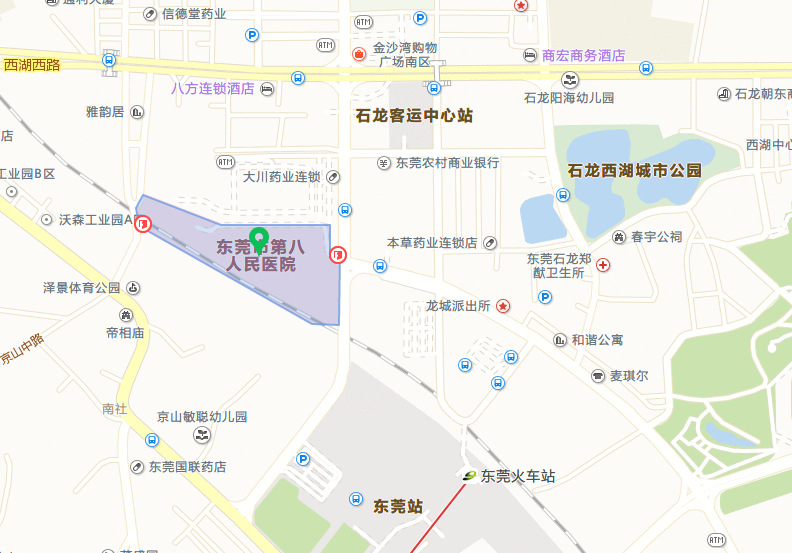 信德堂药业
P
P
ATM
金沙湾购物
广场南区
商宏商务酒店
西湖西路
八方连锁酒店
石龙阳海幼儿园
石龙朝东商
雅韵居
石龙客运中心站
店
ATM
东莞农村商业银行
石龙西湖城市公园
西湖中心
工业园B区
大川药业连锁
沃森工业园A区
本草药业连锁店
春宇公祠
东莞市第八
人民医院
东莞石龙郑
猷卫生所
泽景体育公园
P
龙城派出所
帝相庙
和谐公寓
京山中路
麦琪尔
南社
京山敏聪幼儿园
东莞国联药店
P
东莞火车站
东莞站
ATM